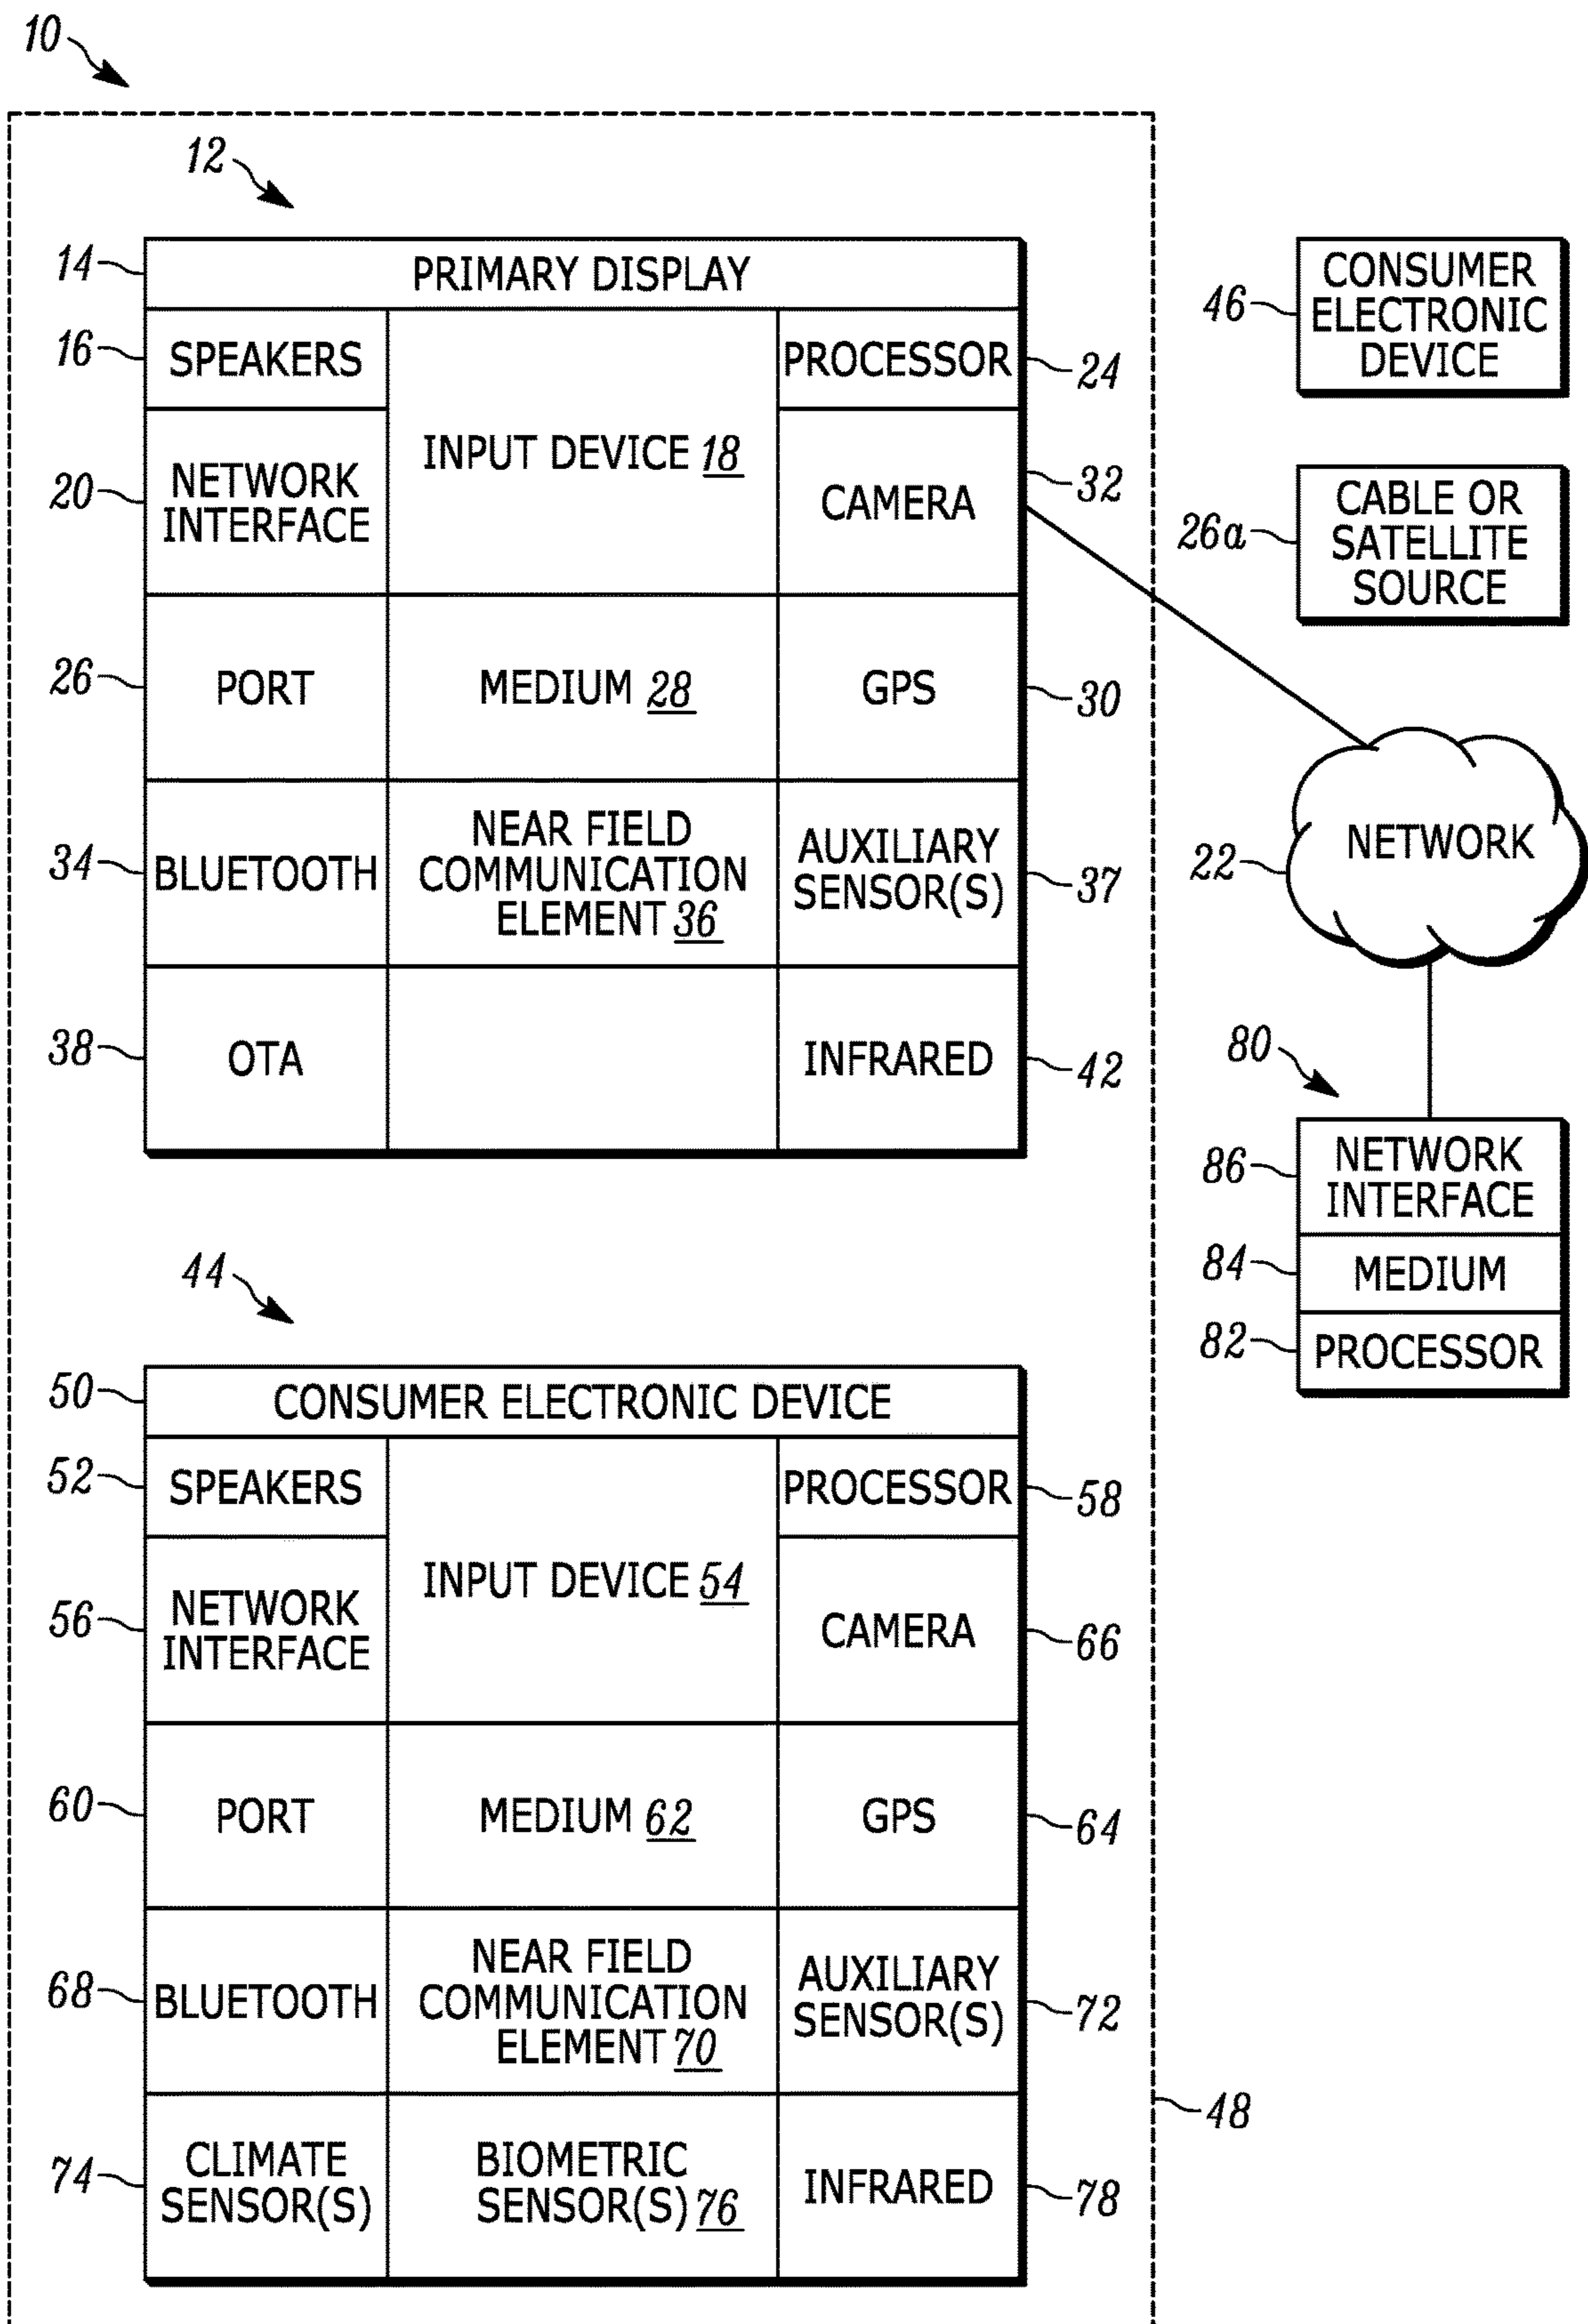 10
12
14
PRIMARY DISPLAY
16
SPEAKERS
INPUT DEVICE 18
PROCESSOR
24
20
NETWORK
INTERFACE
CAMERA
32
26
PORT
MEDIUM 28
GPS
30
34
BLUETOOTH
NEAR FIELD
COMMUNICATION
ELEMENT 36
AUXILIARY
SENSOR(S)
37
38
OTA
INFRARED
42
46
CONSUMER
ELECTRONIC
DEVICE
26a
CABLE OR
SATELLITE
SOURCE
22
NETWORK
80
86
NETWORK
INTERFACE
84
MEDIUM
82
PROCESSOR
44
50
CONSUMER ELECTRONIC DEVICE
52
SPEAKERS
INPUT DEVICE 54
PROCESSOR
58
56
NETWORK
INTERFACE
CAMERA
66
60
PORT
MEDIUM 62
GPS
64
68
BLUETOOTH
NEAR FIELD
COMMUNICATION
ELEMENT 70
AUXILIARY
SENSOR(S)
72
74
CLIMATE
SENSOR(S)
BIOMETRIC
SENSOR(S) 76
INFRARED
78
48